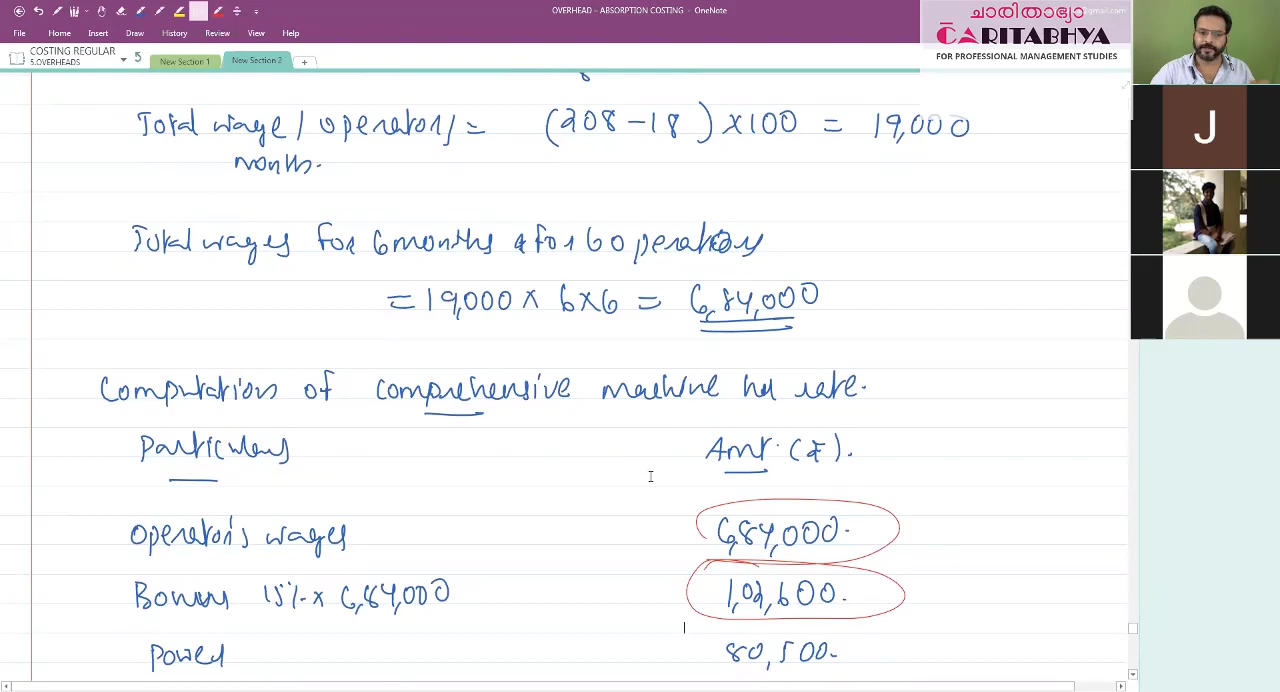 OVERHEAD – ABSORPTION COSTING - OneNote
File Home Insert Draw History Review View Help
COSTING REGULAR
5.OVERHEADS
5
New Section 1
New Section 2
+
ചാരിതാഭ്യാ
@gmail.com
CARITABHYA
FOR PROFESSIONAL MANAGEMENT STUDIES
J
Total wage / operator / = (208 - 18) × 100 = 19,000
month.
Total wages for 6 months & for 6 operators
= 19,000 × 6 × 6 = 6,84,000
Computation of comprehensive machine hr rate.
Particulars Amt. (₹).
Operator's wages 6,84,000.
Bonus 15% × 6,84,000 1,02,600.
Power 80,500.